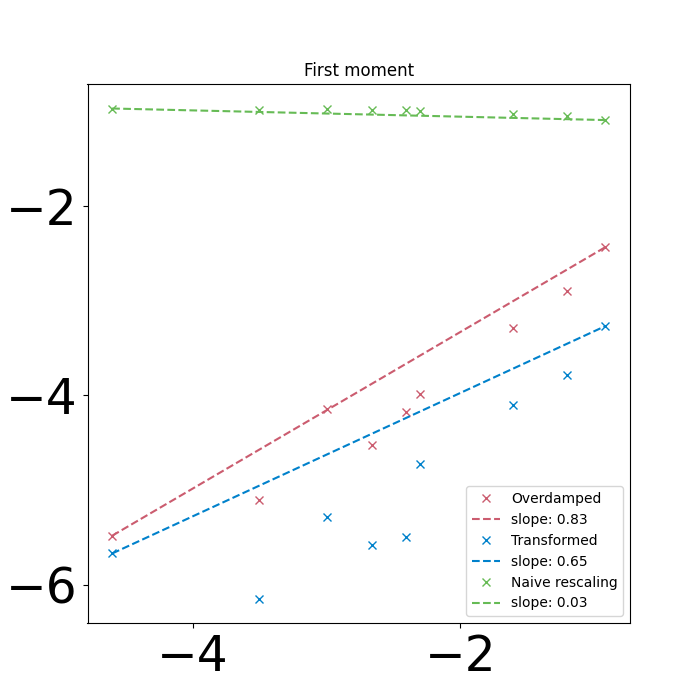 First moment
−2
−4
−6
−4 −2
Overdamped
slope: 0.83
Transformed
slope: 0.65
Naive rescaling
slope: 0.03